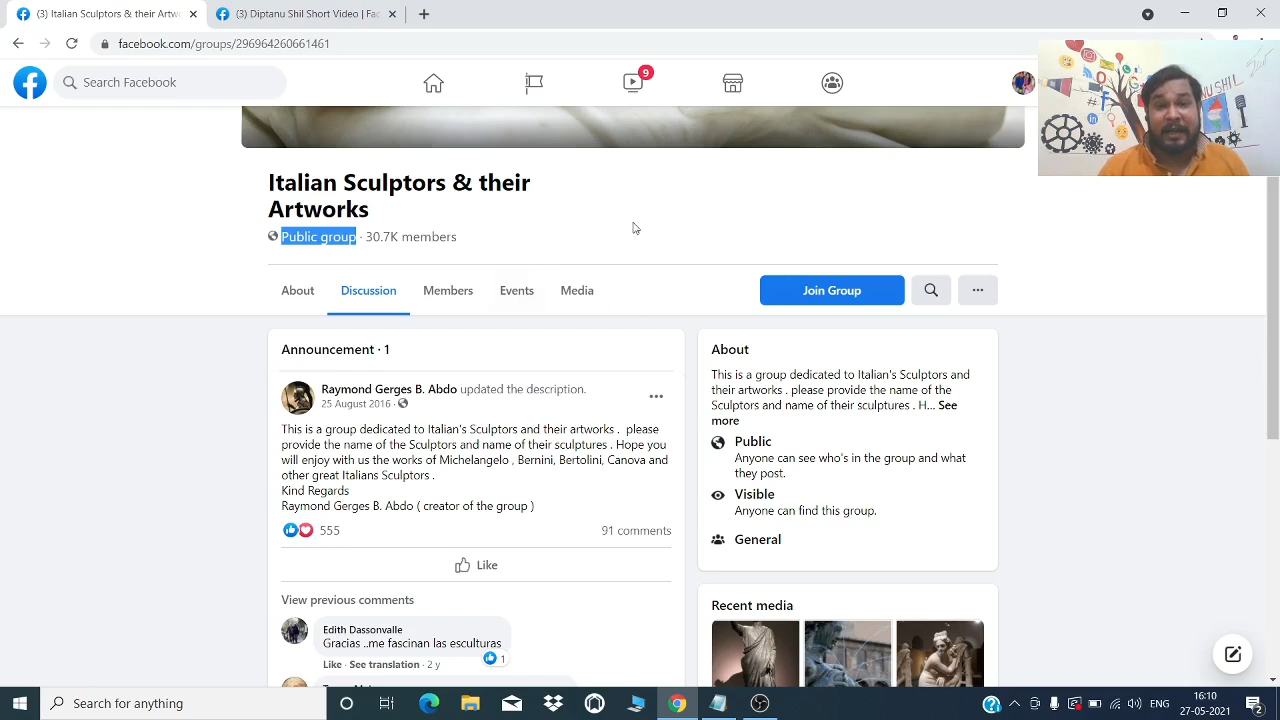 (3) Italian Sculptors & their Artw
(3) Diptanu Shil Short Video | Fac
facebook.com/groups/296964260661461
Search Facebook
9
Italian Sculptors & their
Artworks
Public group · 30.7K members
About
Discussion
Members
Events
Media
Join Group
Announcement · 1
Raymond Gerges B. Abdo updated the description.
25 August 2016 ·
This is a group dedicated to Italian's Sculptors and their artworks . please
provide the name of the Sculptors and name of their sculptures . Hope you
will enjoy with us the works of Michelangelo , Bernini, Bertolini, Canova and
other great Italians Sculptors .
Kind Regards
Raymond Gerges B. Abdo ( creator of the group )
555
91 comments
Like
View previous comments
Edith Dassonvalle
Gracias ..me fascinan las esculturas
1
Like · See translation · 2 y
About
This is a group dedicated to Italian's Sculptors and
their artworks . please provide the name of the
Sculptors and name of their sculptures . H... See
more
Public
Anyone can see who's in the group and what
they post.
Visible
Anyone can find this group.
General
Recent media
Search for anything
ENG
16:10
27-05-2021
2